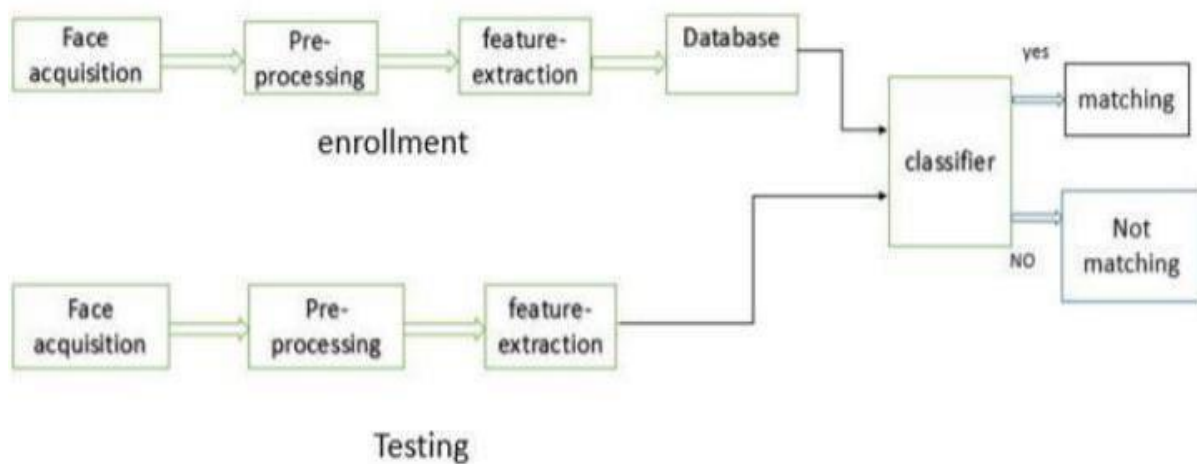 Face
acquisition
Pre-
processing
feature-
extraction
Database
enrollment
classifier
yes
matching
NO
Not
matching
Face
acquisition
Pre-
processing
feature-
extraction
Testing